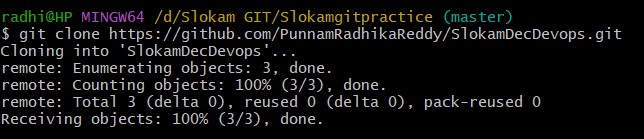 radhi@HP MINGW64 /d/Slokam GIT/Slokamgitpractice (master)
$ git clone https://github.com/PunnamRadhikaReddy/SlokamDecDevops.git
Cloning into 'SlokamDecDevops'...
remote: Enumerating objects: 3, done.
remote: Counting objects: 100% (3/3), done.
remote: Total 3 (delta 0), reused 0 (delta 0), pack-reused 0
Receiving objects: 100% (3/3), done.